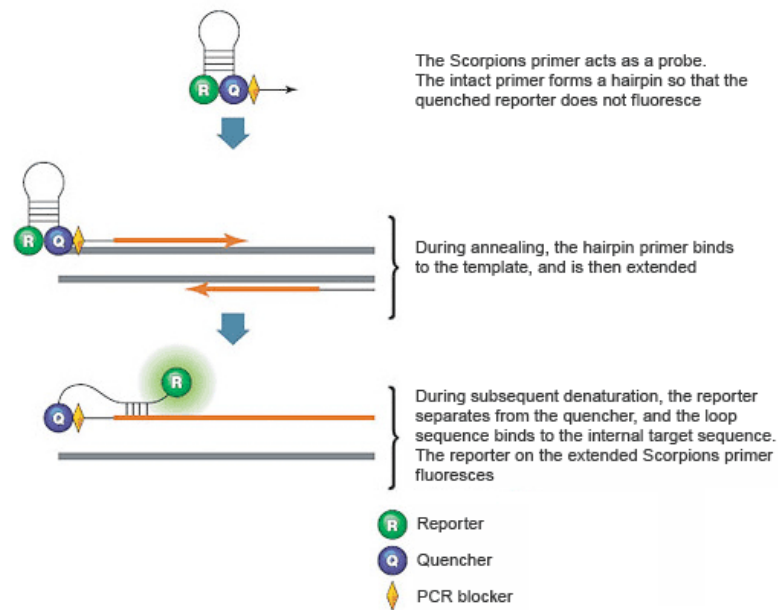 R Q
The Scorpions primer acts as a probe.
The intact primer forms a hairpin so that the
quenched reporter does not fluoresce
R Q
During annealing, the hairpin primer binds
to the template, and is then extended
R
Q
During subsequent denaturation, the reporter
separates from the quencher, and the loop
sequence binds to the internal target sequence.
The reporter on the extended Scorpions primer
fluoresces
R Reporter
Q Quencher
PCR blocker